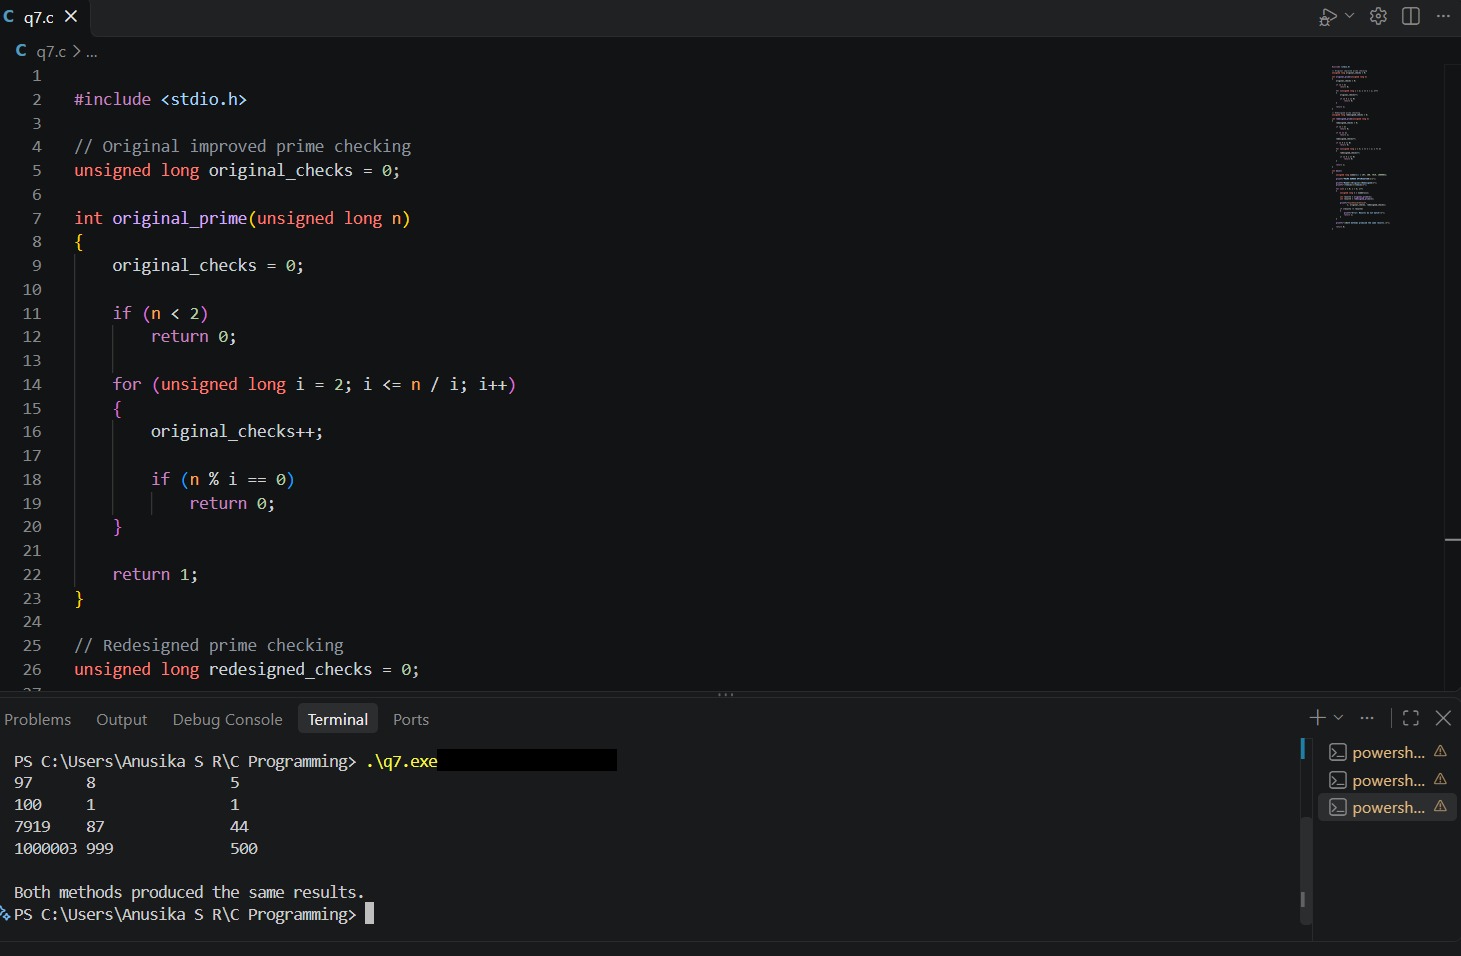 q7.c
q7.c > ...
1
2 #include <stdio.h>
3
4 // Original improved prime checking
5 unsigned long original_checks = 0;
6
7 int original_prime(unsigned long n)
8 {
9 original_checks = 0;
10
11 if (n < 2)
12 return 0;
13
14 for (unsigned long i = 2; i <= n / i; i++)
15 {
16 original_checks++;
17
18 if (n % i == 0)
19 return 0;
20 }
21
22 return 1;
23 }
24
25 // Redesigned prime checking
26 unsigned long redesigned_checks = 0;
Problems Output Debug Console Terminal Ports
PS C:\Users\Anusika S R\C Programming> .\q7.exe
97 8 5
100 1 1
7919 87 44
1000003 999 500
Both methods produced the same results.
PS C:\Users\Anusika S R\C Programming>
powersh...
powersh...
powersh...